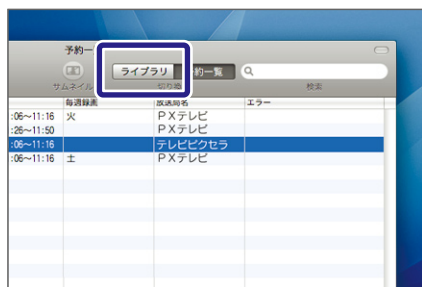 予約一
ライブラリ 約一覧
サムネイル 切り換 検索
毎週録画 放送局名 エラー
:06～11:16 火 PXテレビ
:26～11:50 PXテレビ
:06～11:16 テレビピクセラ
:06～11:16 土 PXテレビ